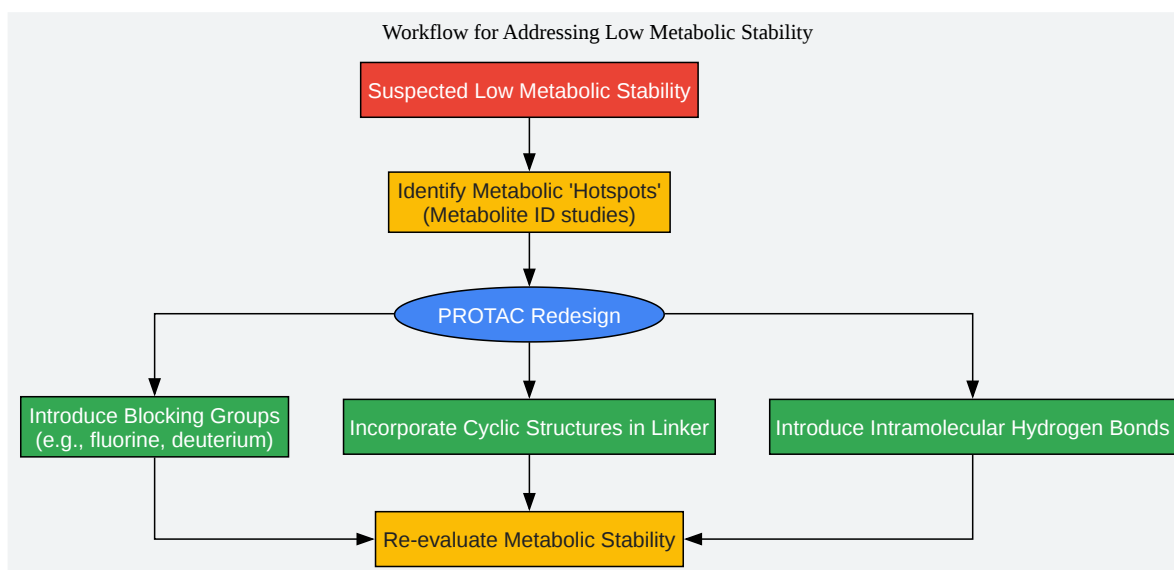 Workflow for Addressing Low Metabolic Stability
Suspected Low Metabolic Stability
Identify Metabolic 'Hotspots'
(Metabolite ID studies)
PROTAC Redesign
Introduce Blocking Groups
(e.g., fluorine, deuterium)
Incorporate Cyclic Structures in Linker
Introduce Intramolecular Hydrogen Bonds
Re-evaluate Metabolic Stability